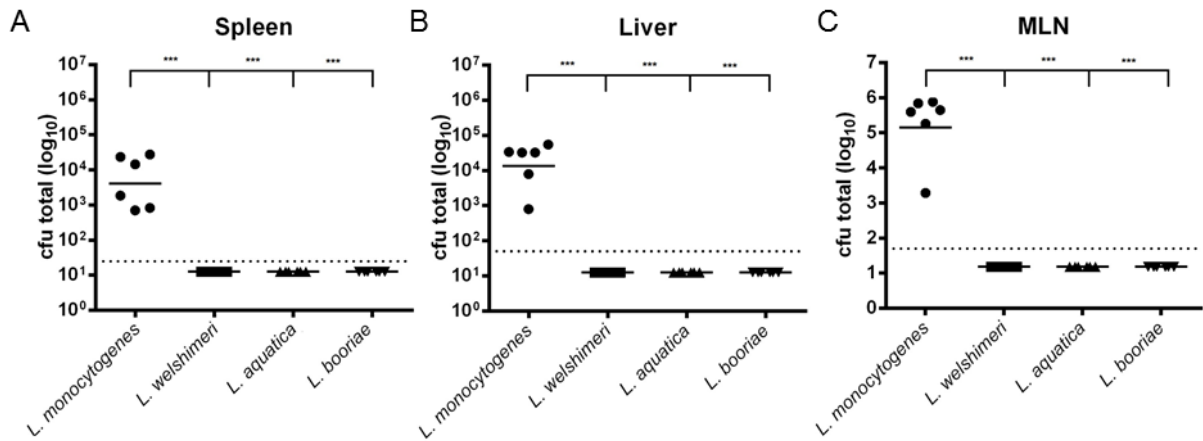 A
Spleen
*** *** ***
cfu total (log₁₀)
10⁷
10⁶
10⁵
10⁴
10³
10²
10¹
10⁰
L. monocytogenes
L. welshimeri
L. aquatica
L. booriae
B
Liver
*** *** ***
cfu total (log₁₀)
10⁷
10⁶
10⁵
10⁴
10³
10²
10¹
10⁰
L. monocytogenes
L. welshimeri
L. aquatica
L. booriae
C
MLN
*** *** ***
cfu total (log₁₀)
7
6
5
4
3
2
1
0
L. monocytogenes
L. welshimeri
L. aquatica
L. booriae